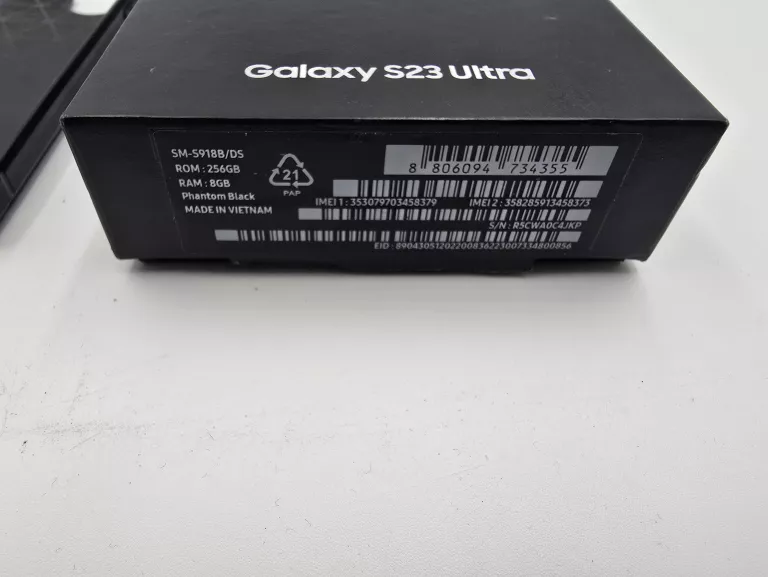 Galaxy S23 Ultra
SM-S918B/DS
ROM : 256GB
RAM : 8GB
Phantom Black
MADE IN VIETNAM
21
PAP
8 806094 734355
IMEI 1 : 353079703458379
IMEI 2 : 358285913458373
S/N : R5CWA0C4JKP
EID : 89043051202200836223007334800856